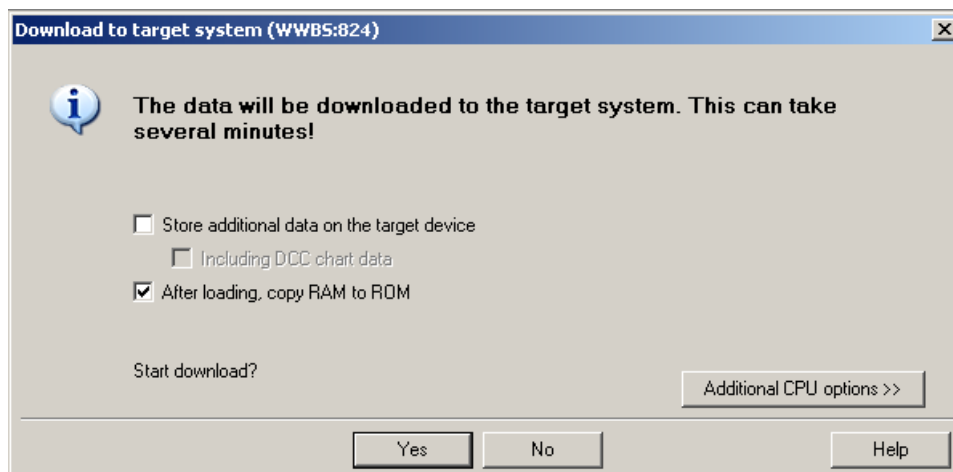 Download to target system (WWBS:824)
The data will be downloaded to the target system. This can take
several minutes!
Store additional data on the target device
Including DCC chart data
After loading, copy RAM to ROM
Start download?
Additional CPU options >>
Yes
No
Help